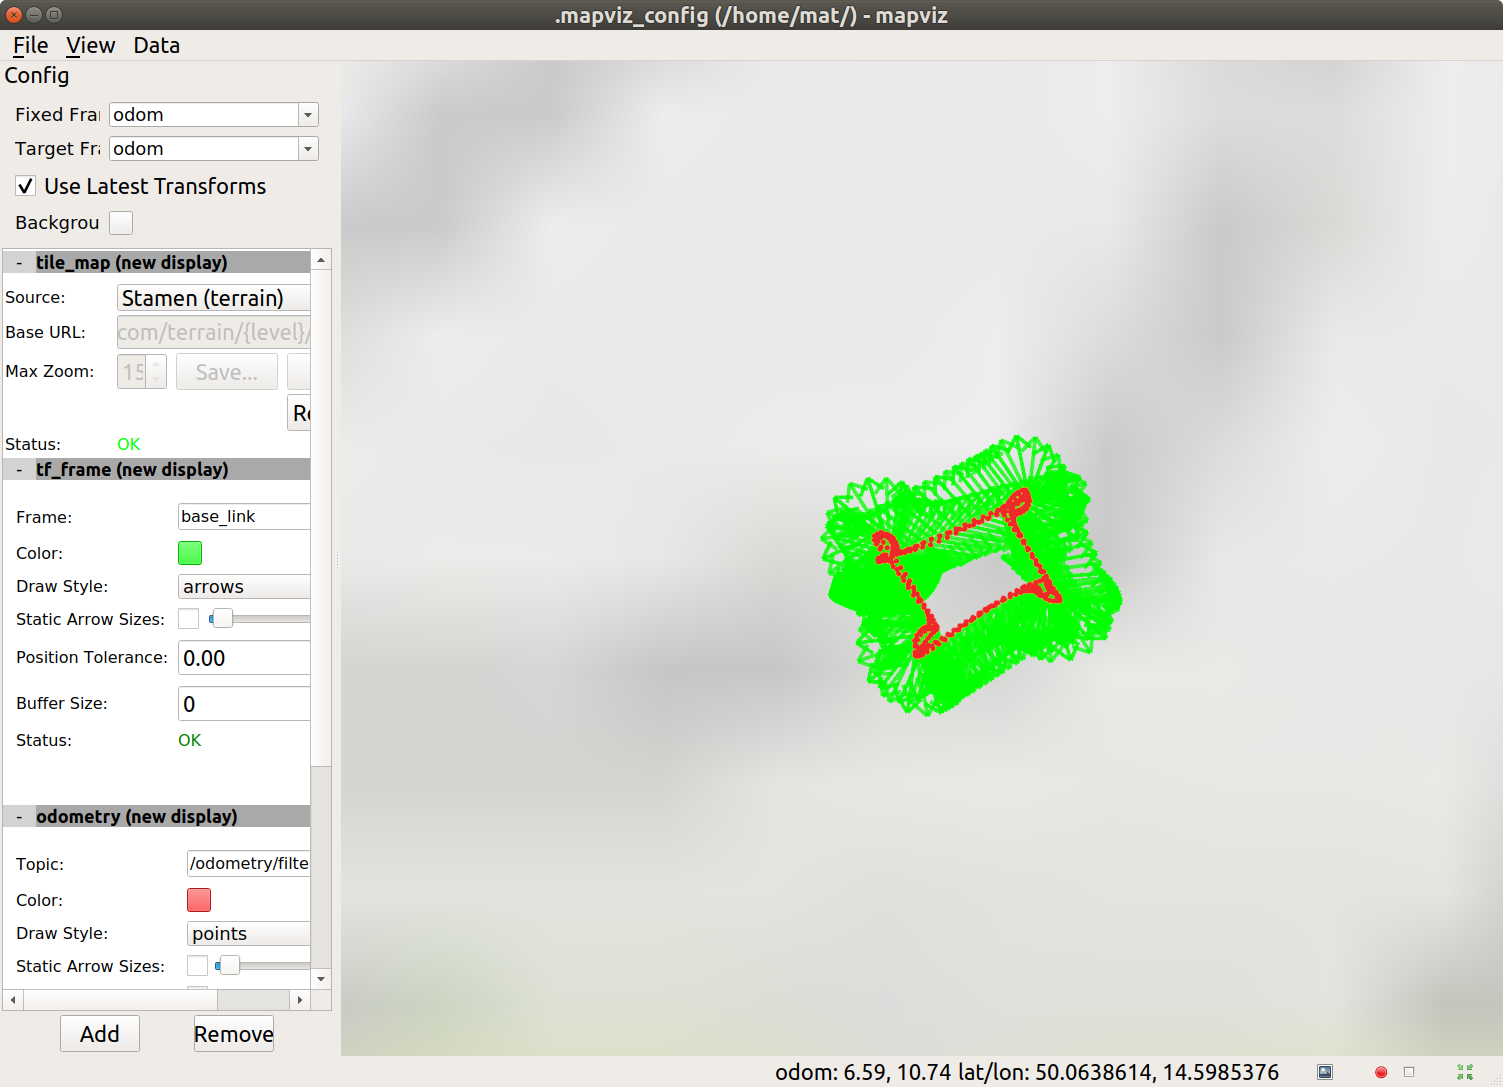 .mapviz_config (/home/mat/) - mapviz
File View Data
Config
Fixed Fra
odom
Target Fra
odom
Use Latest Transforms
Backgrou
- tile_map (new display)
Source: Stamen (terrain)
Base URL: com/terrain/{level}/
Max Zoom: 15 Save...
Re
Status: OK
- tf_frame (new display)
Frame: base_link
Color:
Draw Style: arrows
Static Arrow Sizes:
Position Tolerance: 0.00
Buffer Size: 0
Status: OK
- odometry (new display)
Topic: /odometry/filte
Color:
Draw Style: points
Static Arrow Sizes:
Add Remove
odom: 6.59, 10.74 lat/lon: 50.0638614, 14.5985376